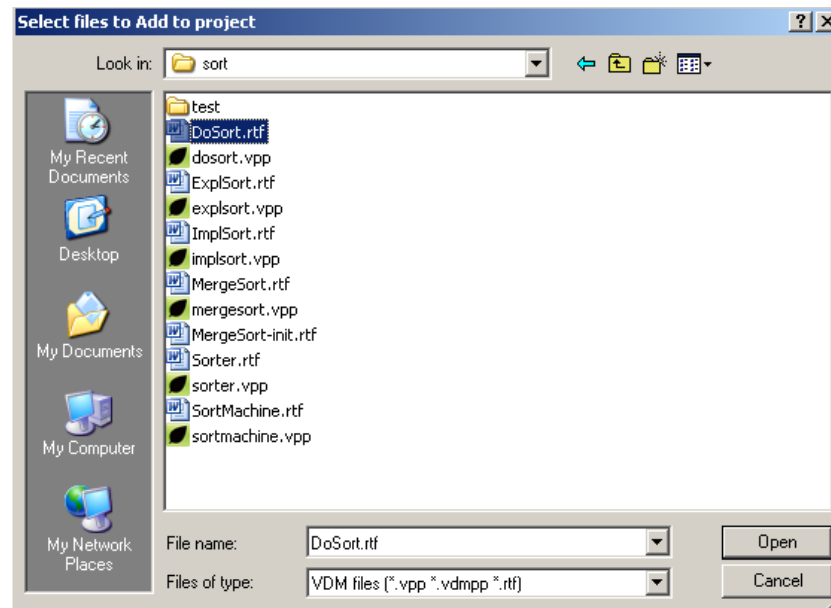 Select files to Add to project
Look in:
sort
My Recent
Documents
Desktop
My Documents
My Computer
My Network
Places
test
DoSort.rtf
dosort.vpp
ExplSort.rtf
explsort.vpp
ImplSort.rtf
implsort.vpp
MergeSort.rtf
mergesort.vpp
MergeSort-init.rtf
Sorter.rtf
sorter.vpp
SortMachine.rtf
sortmachine.vpp
File name:
DoSort.rtf
Open
Files of type:
VDM files (*.vpp *.vdmpp *.rtf)
Cancel